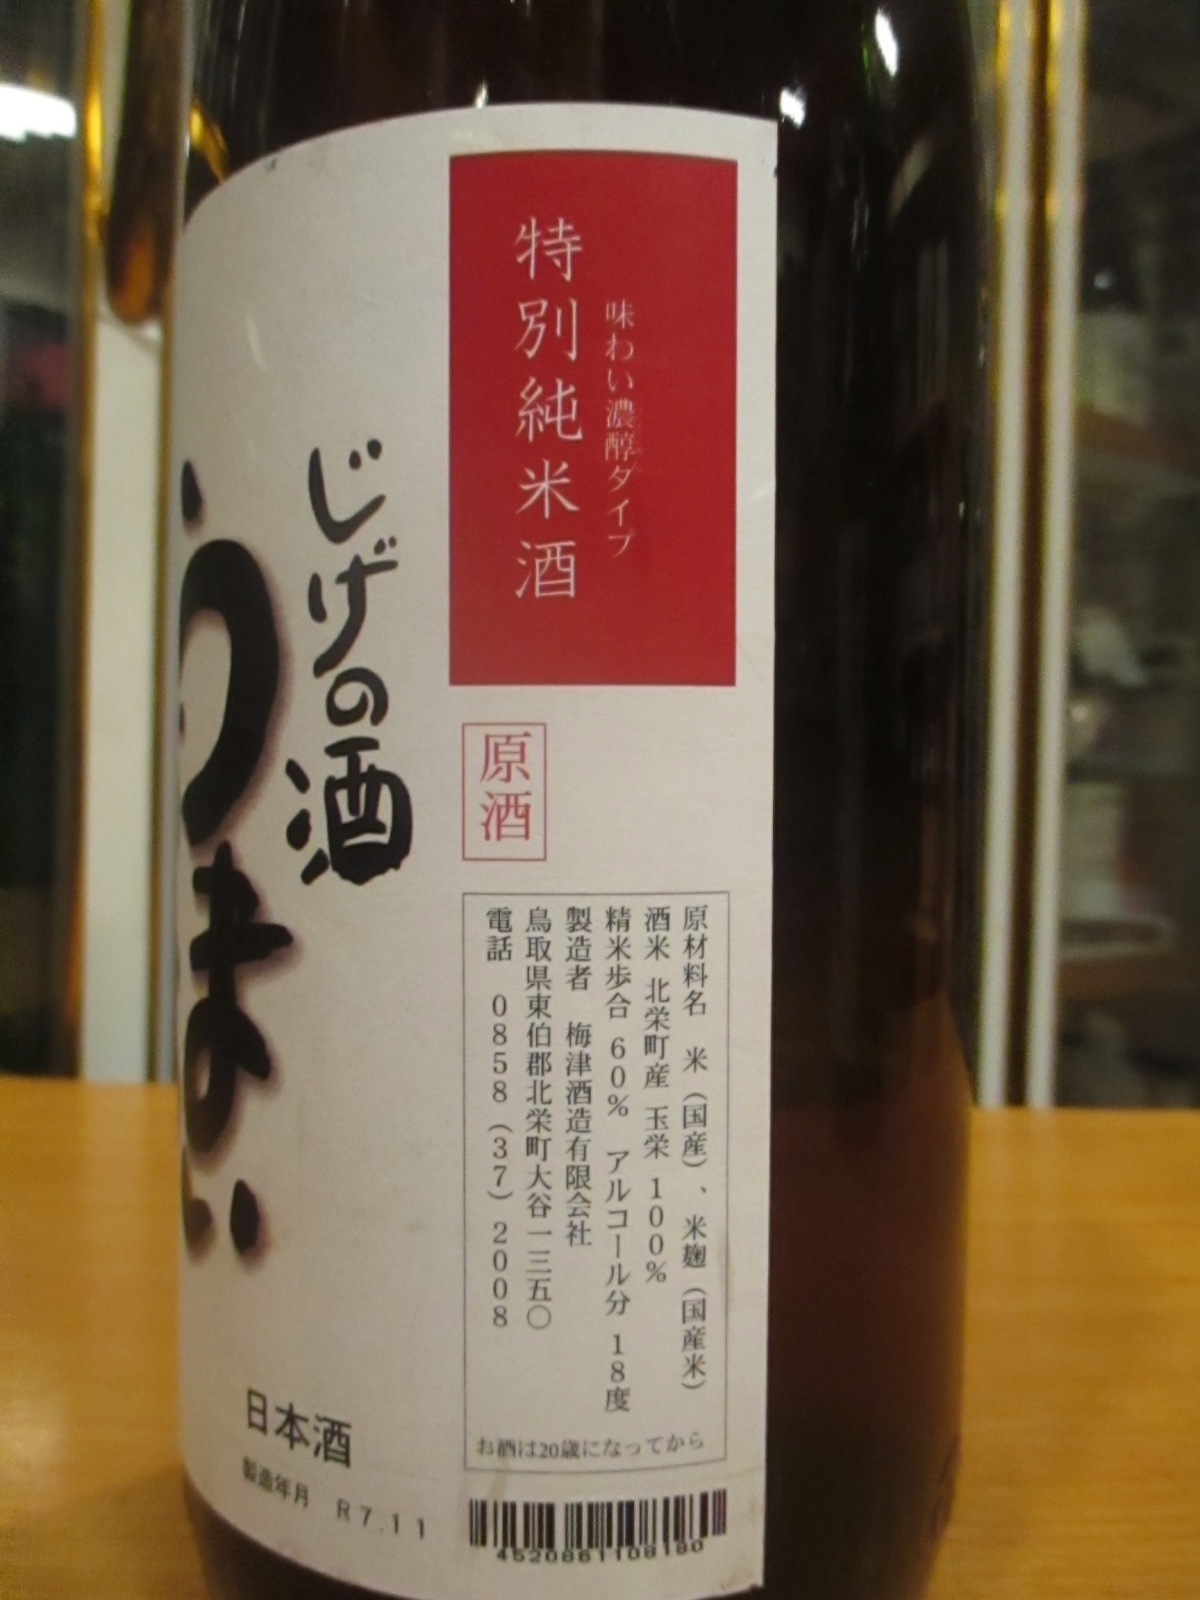 味わい濃醇タイプ
特別純米酒
原酒
じげの酒
うまい
原材料名 米（国産）、米麹（国産米）
酒米 北栄町産 玉栄 100%
精米歩合 60% アルコール分 18度
製造者 梅津酒造有限会社
鳥取県東伯郡北栄町大谷一三五〇
電話 0858（37）2008
お酒は20歳になってから
日本酒
製造年月 R7.11
4520861108180